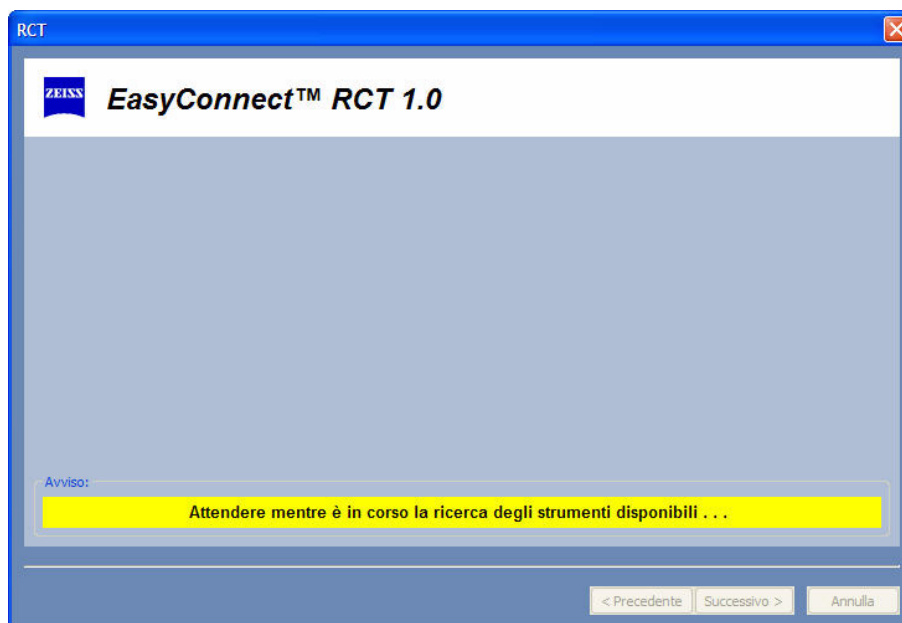 RCT
ZEISS
EasyConnect™ RCT 1.0
Avviso:
Attendere mentre è in corso la ricerca degli strumenti disponibili . . .
< Precedente Successivo > Annulla